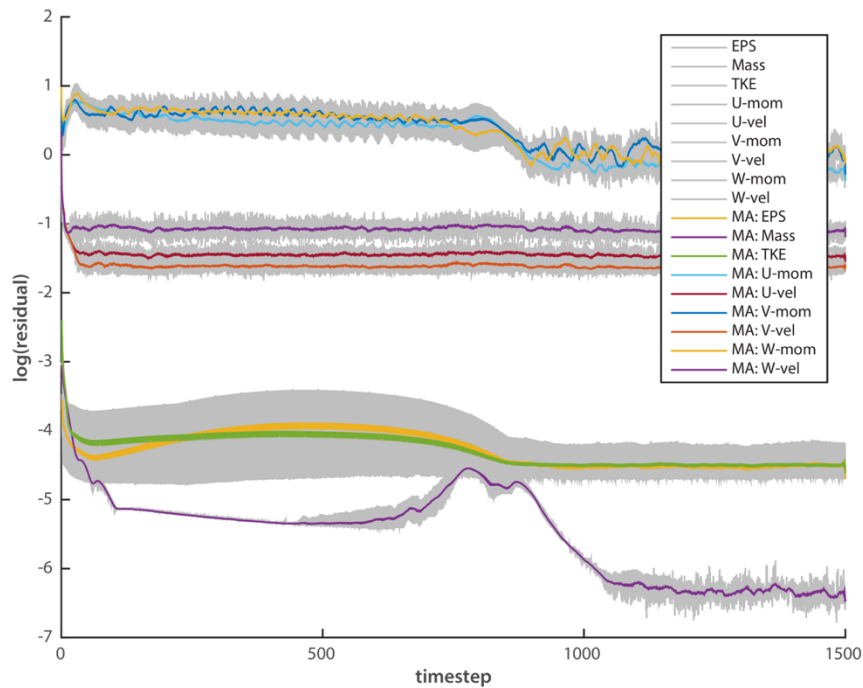 2
1
0
-1
-2
-3
-4
-5
-6
-7
log(residual)
0
500
1000
1500
timestep
EPS
Mass
TKE
U-mom
U-vel
V-mom
V-vel
W-mom
W-vel
MA: EPS
MA: Mass
MA: TKE
MA: U-mom
MA: U-vel
MA: V-mom
MA: V-vel
MA: W-mom
MA: W-vel